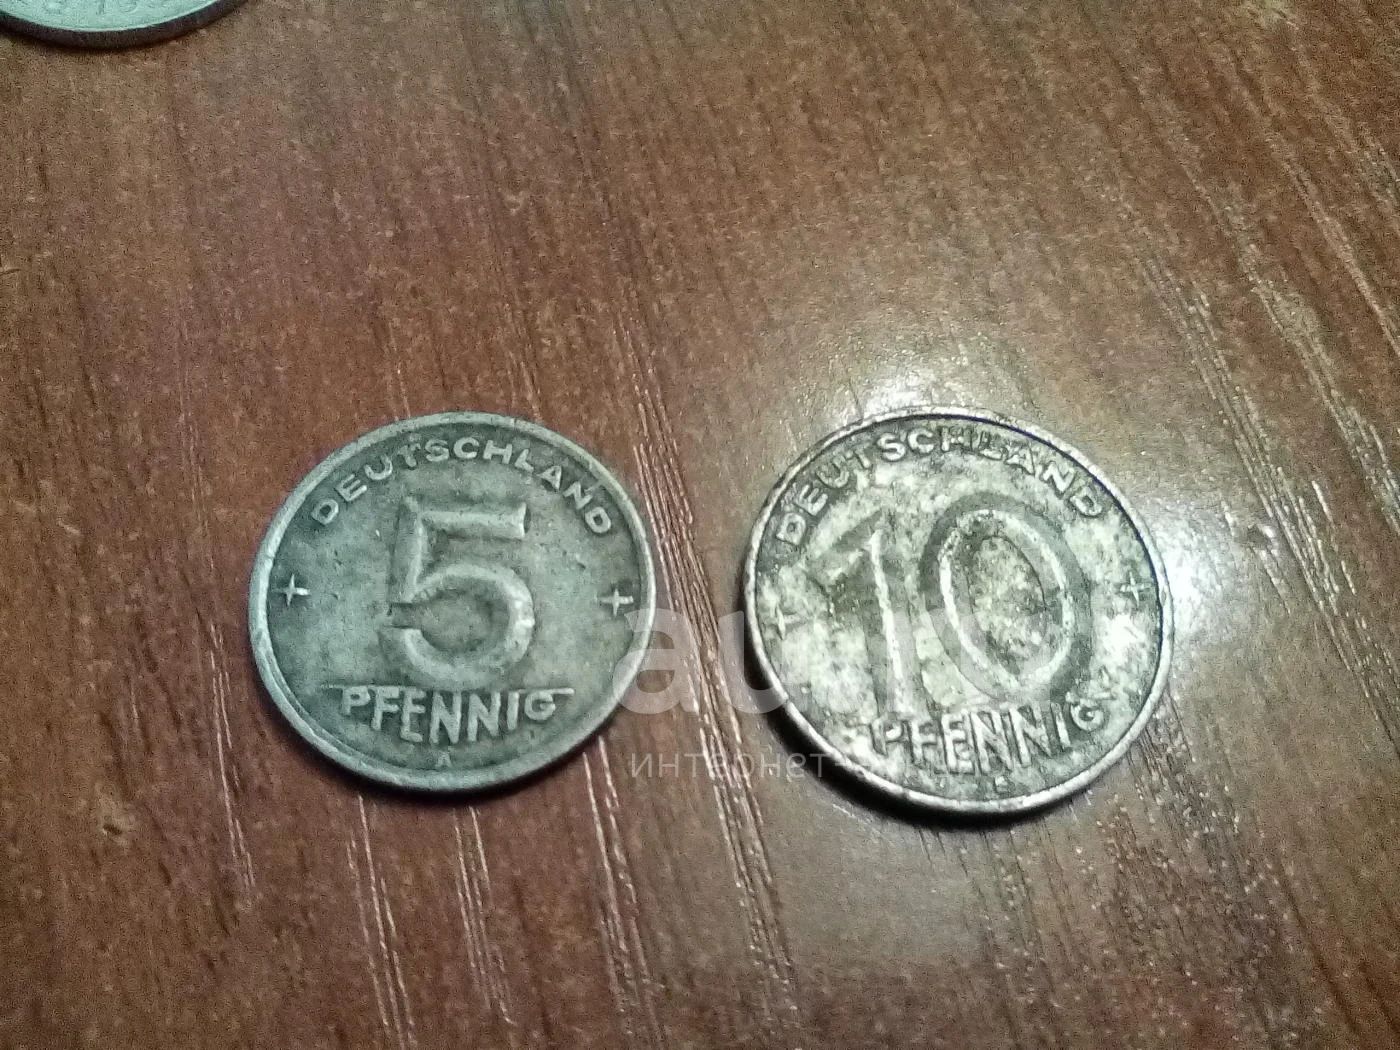 DEUTSCHLAND
5
PFENNIG
A
DEUTSCHLAND
10
PFENNIG
интернет-